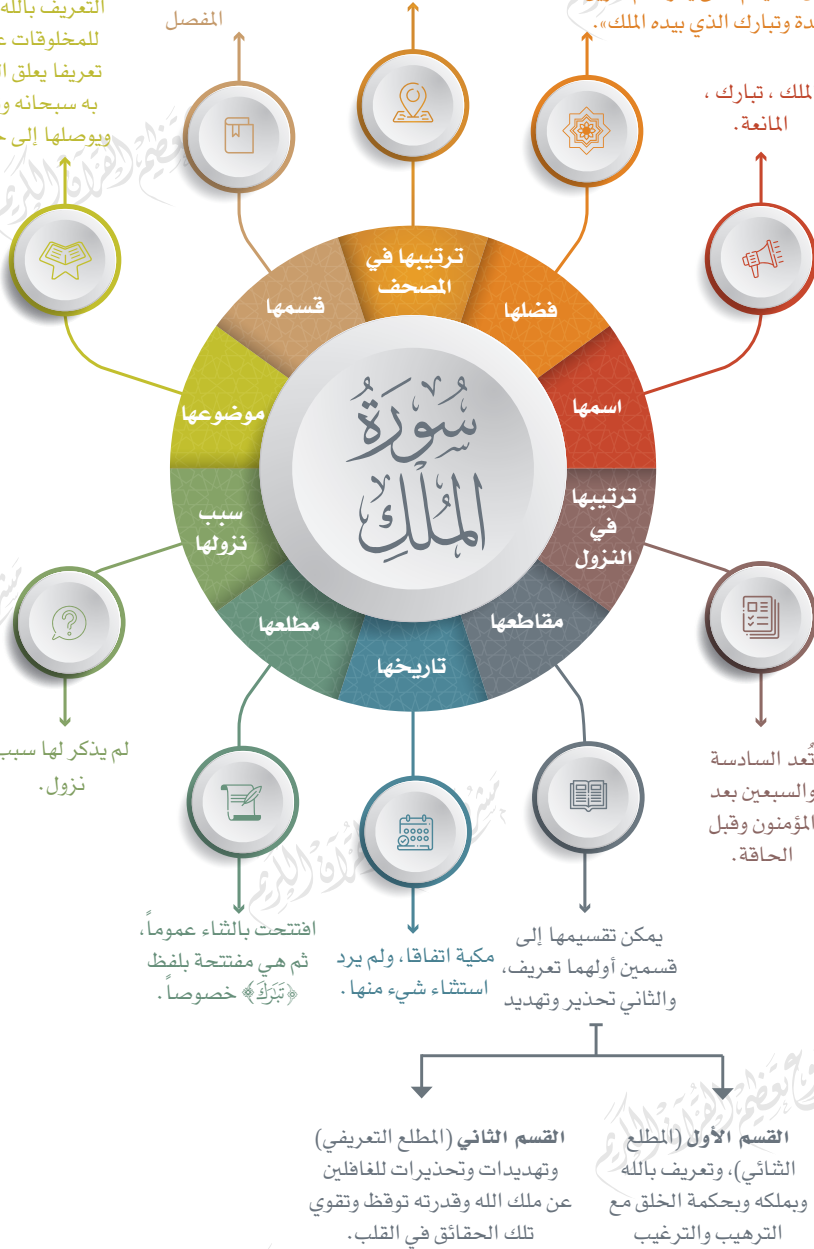 التعريف بالله
للمخلوقات
تعريفا يعلق
به سبحانه
ويوصلها إلى
المفصل
وتبارك الذي بيده الملك».
الملك ، تبارك ،
المانعة.
ترتيبها في
المصحف
فضلها
قسمها
اسمها
موضوعها
سُورَةُ
المُلْكِ
ترتيبها
في
النزول
سبب
نزولها
مقاطعها
مطلعها
تاريخها
لم يذكر لها سبب
نزول.
تُعد السادسة
والسبعين بعد
المؤمنون وقبل
الحاقة.
افتتحت بالثناء عموماً،
ثم هي مفتتحة بلفظ
﴿تَبَٰرَكَ﴾ خصوصاً.
مكية اتفاقا، ولم يرد
استثناء شيء منها.
يمكن تقسيمها إلى
قسمين أولهما تعريف،
والثاني تحذير وتهديد
القسم الأول (المطلع
الثنائي)، وتعريف بالله
وبملكه وبحكمة الخلق مع
الترهيب والترغيب
القسم الثاني (المطلع التعريفي)
وتهديدات وتحذيرات للغافلين
عن ملك الله وقدرته توقظ وتقوي
تلك الحقائق في القلب.